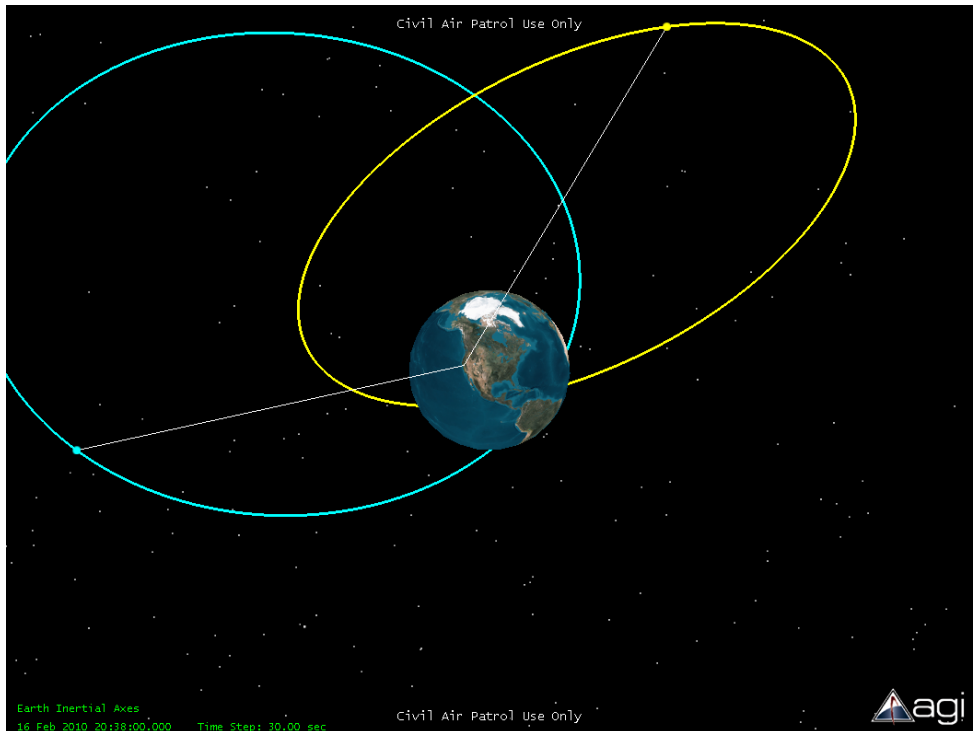 Civil Air Patrol Use Only
Earth Inertial Axes
16 Feb 2010 20:38:00.000 Time Step: 30.00 sec
Civil Air Patrol Use Only
agi